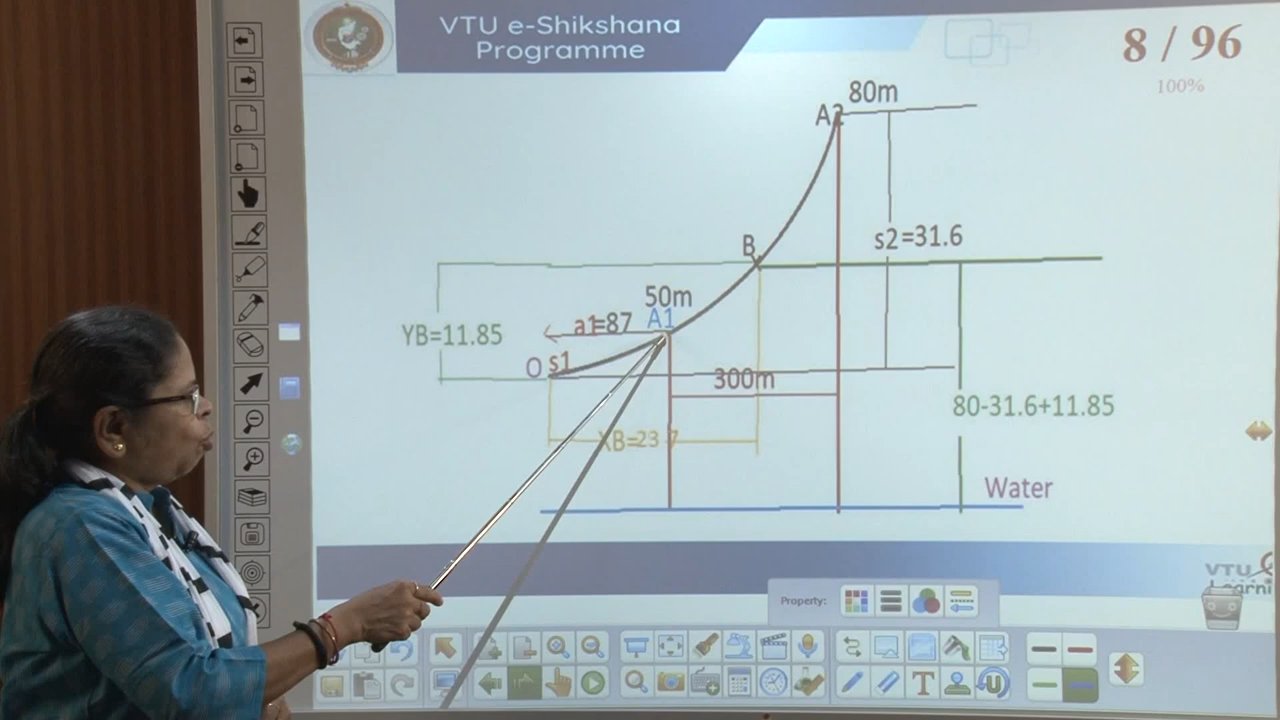 VTU e-Shikshana
Programme
8 / 96
100%
80m
A2
s2=31.6
B
50m
a1=87
A1
YB=11.85
O
s1
300m
80-31.6+11.85
XB=23 7
Water
VTU
Property: